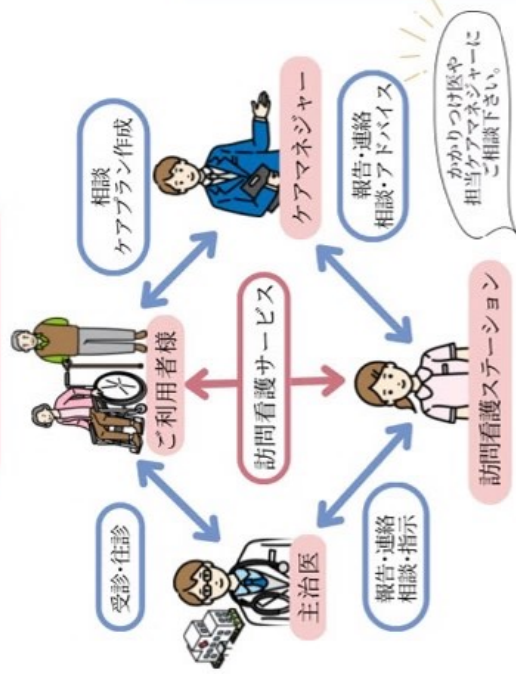 ご利用者様
受診・往診
相談
ケアプラン作成
主治医
訪問看護サービス
ケアマネジャー
報告・連絡
相談・指示
報告・連絡
相談・アドバイス
訪問看護ステーション
かかりつけ医や
担当ケアマネジャーに
ご相談下さい。